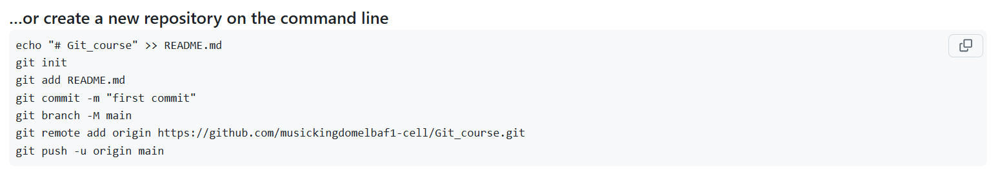 ...or create a new repository on the command line
echo "# Git_course" >> README.md
git init
git add README.md
git commit -m "first commit"
git branch -M main
git remote add origin https://github.com/musickingdomelbaf1-cell/Git_course.git
git push -u origin main